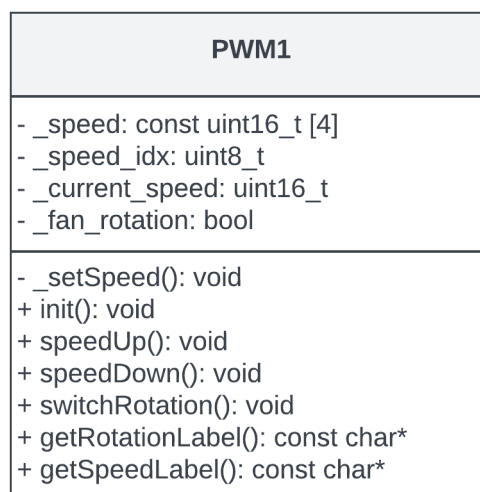 PWM1
- _speed: const uint16_t [4]
- _speed_idx: uint8_t
- _current_speed: uint16_t
- _fan_rotation: bool
- _setSpeed(): void
+ init(): void
+ speedUp(): void
+ speedDown(): void
+ switchRotation(): void
+ getRotationLabel(): const char*
+ getSpeedLabel(): const char*